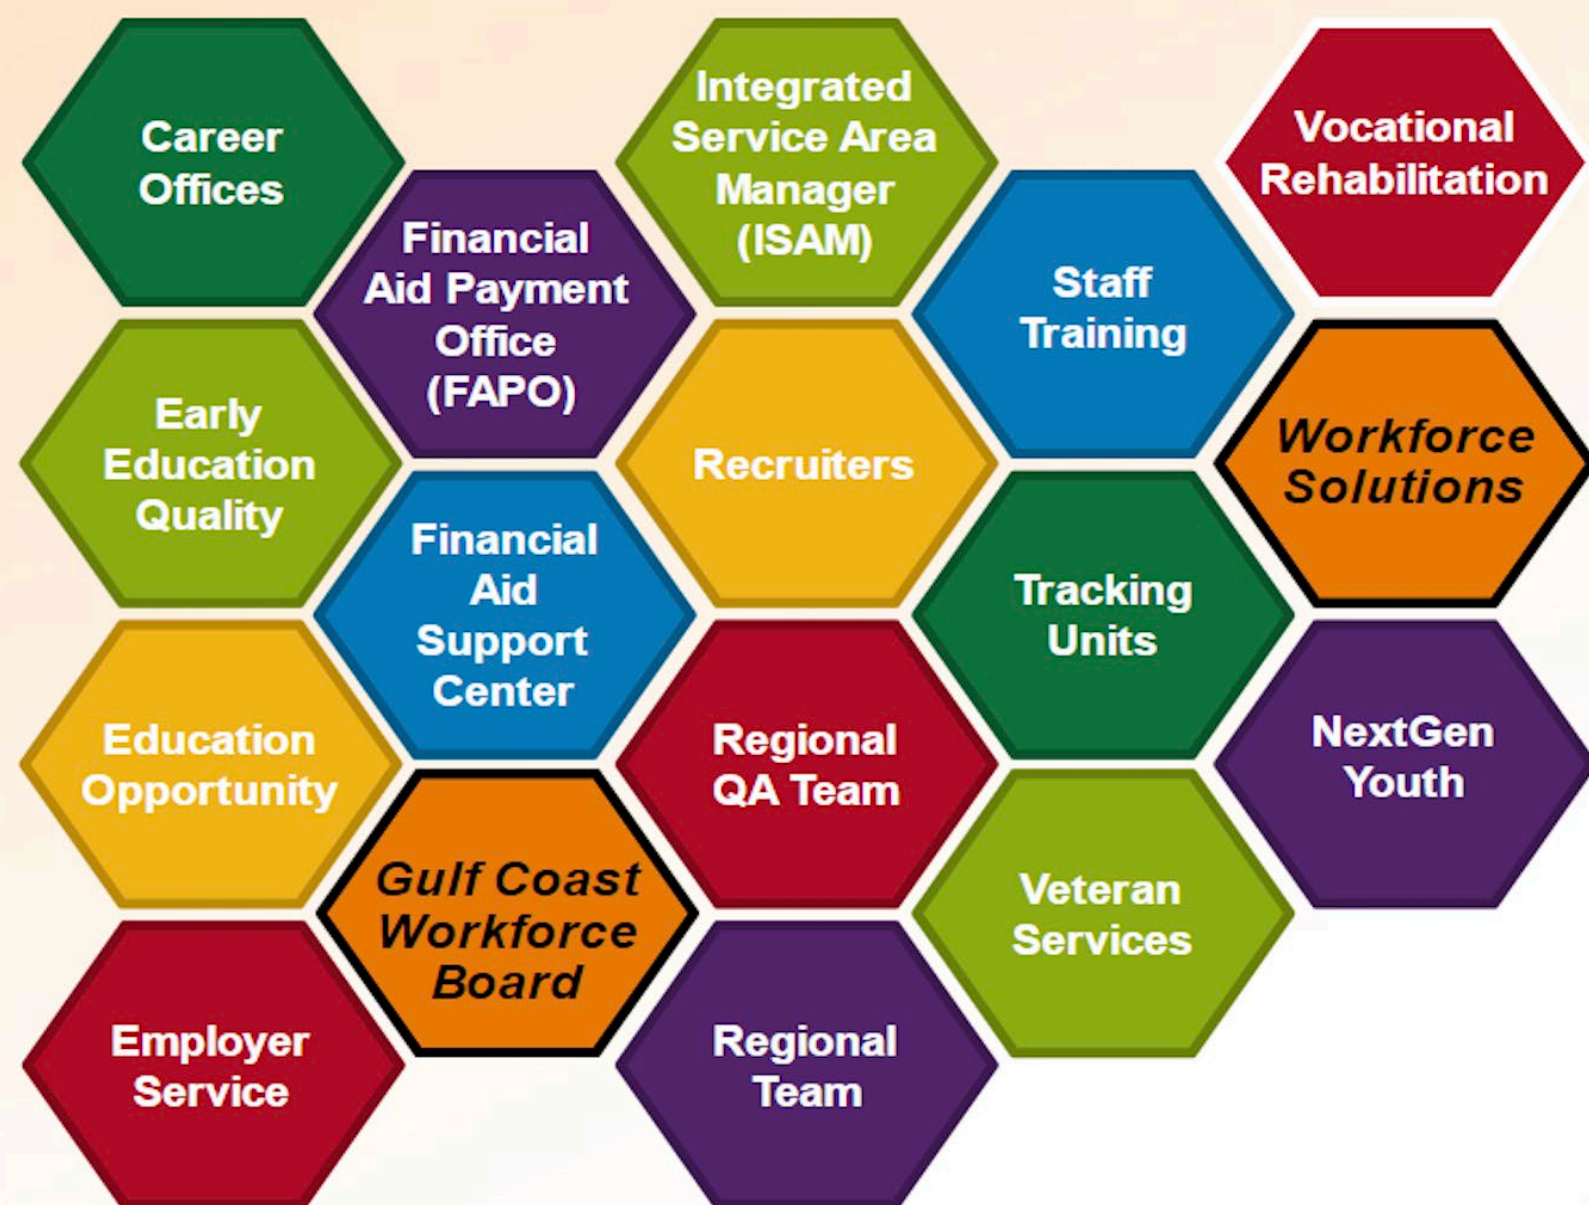 Career
Offices
Early
Education
Quality
Education
Opportunity
Employer
Service
Financial
Aid Payment
Office
(FAPO)
Financial
Aid
Support
Center
Gulf Coast
Workforce
Board
Integrated
Service Area
Manager
(ISAM)
Recruiters
Regional
QA Team
Regional
Team
Staff
Training
Tracking
Units
Veteran
Services
Vocational
Rehabilitation
Workforce
Solutions
NextGen
Youth